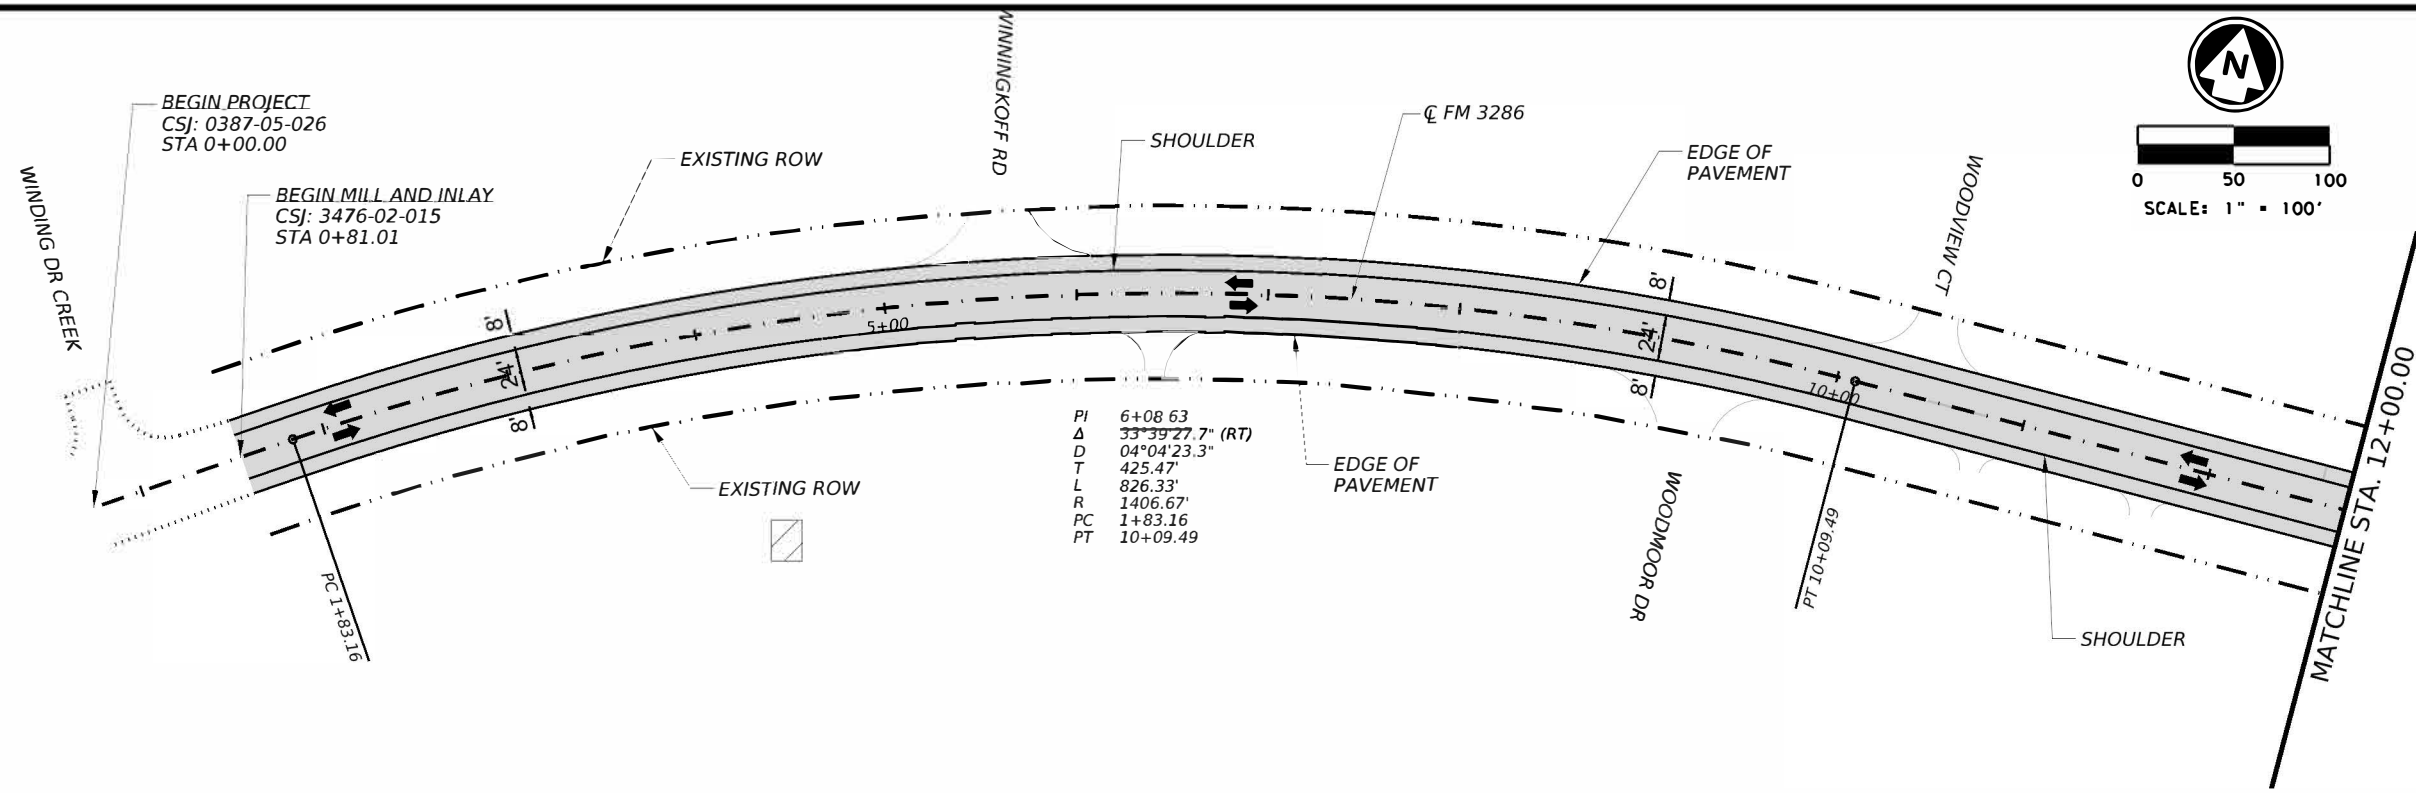 BEGIN PROJECT
CSJ: 0387-05-026
STA 0+00.00
BEGIN MILL AND INLAY
CSJ: 3476-02-015
STA 0+81.01
WINDING DR CREEK
EXISTING ROW
WINNINGKOFF RD
SHOULDER
℄ FM 3286
EDGE OF
PAVEMENT
WOODVIEW CT
N
0 50 100
SCALE: 1" = 100'
8'
24'
8'
5+00
8'
24'
8'
10+00
PC 1+83.16
EXISTING ROW
PI 6+08 63
Δ 33°39'27.7" (RT)
D 04°04'23.3"
T 425.47'
L 826.33'
R 1406.67'
PC 1+83.16
PT 10+09.49
EDGE OF
PAVEMENT
WOODMOOR DR
PT 10+09.49
SHOULDER
MATCHLINE STA. 12+00.00